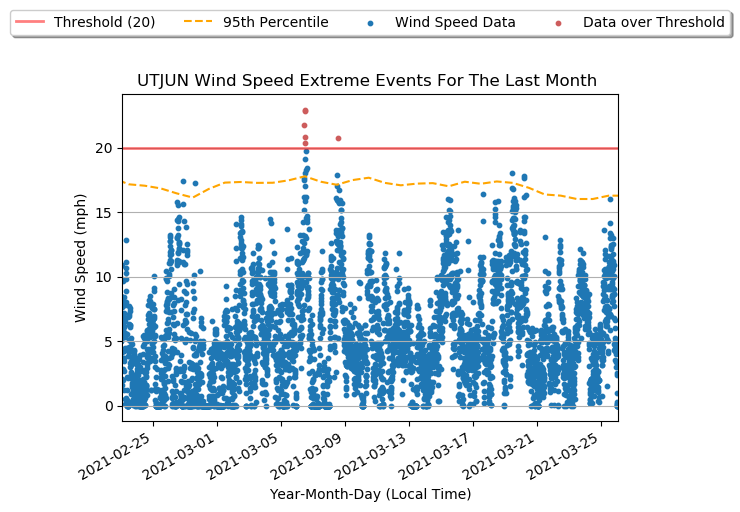 Threshold (20) 95th Percentile Wind Speed Data Data over Threshold
UTJUN Wind Speed Extreme Events For The Last Month
20
15
10
5
0
Wind Speed (mph)
2021-02-25 2021-03-01 2021-03-05 2021-03-09 2021-03-13 2021-03-17 2021-03-21 2021-03-25
Year-Month-Day (Local Time)